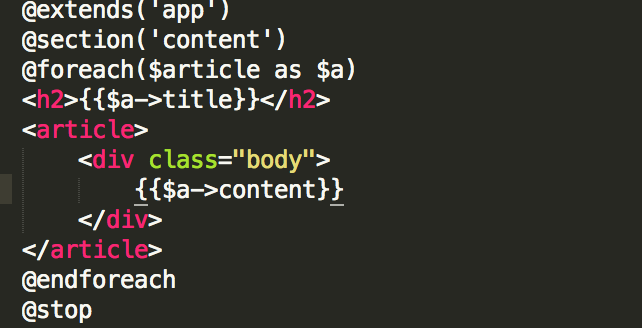 @extends('app')
@section('content')
@foreach($article as $a)
<h2>{{$a->title}}</h2>
<article>
    <div class="body">
        {{$a->content}}
    </div>
</article>
@endforeach
@stop